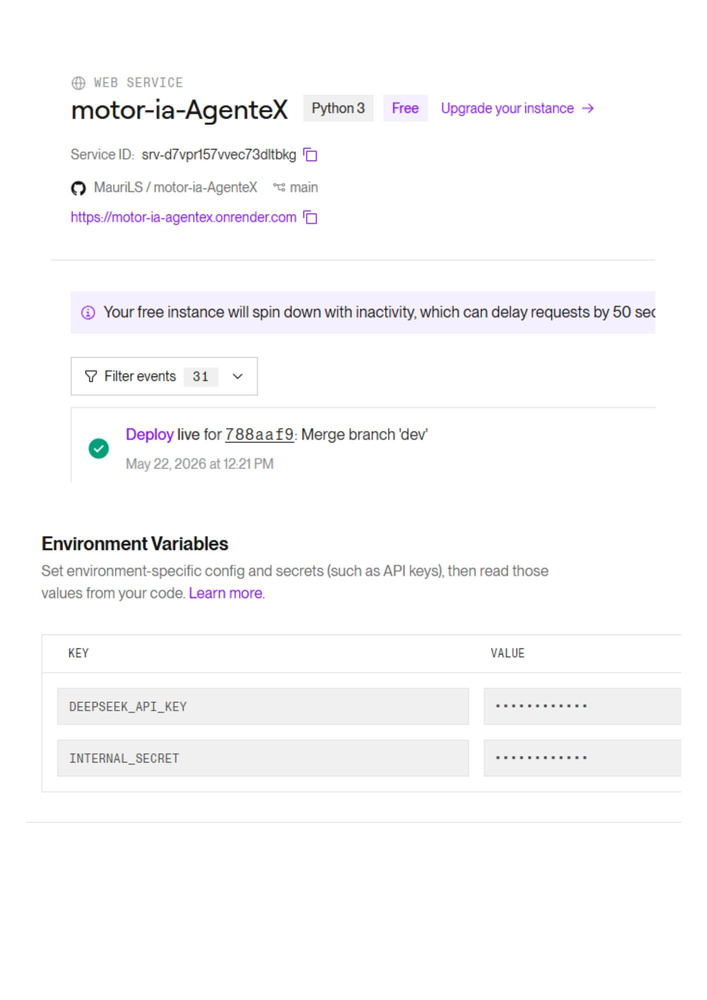 WEB SERVICE
motor-ia-AgenteX Python 3 Free Upgrade your instance →
Service ID: srv-d7vpr157vvec73dltbkg
MauriLS / motor-ia-AgenteX main
https://motor-ia-agentex.onrender.com
Your free instance will spin down with inactivity, which can delay requests by 50 sec
Filter events 31
Deploy live for 788aaf9: Merge branch 'dev'
May 22, 2026 at 12:21 PM
Environment Variables
Set environment-specific config and secrets (such as API keys), then read those
values from your code. Learn more.
KEY VALUE
DEEPSEEK_API_KEY ············
INTERNAL_SECRET ············